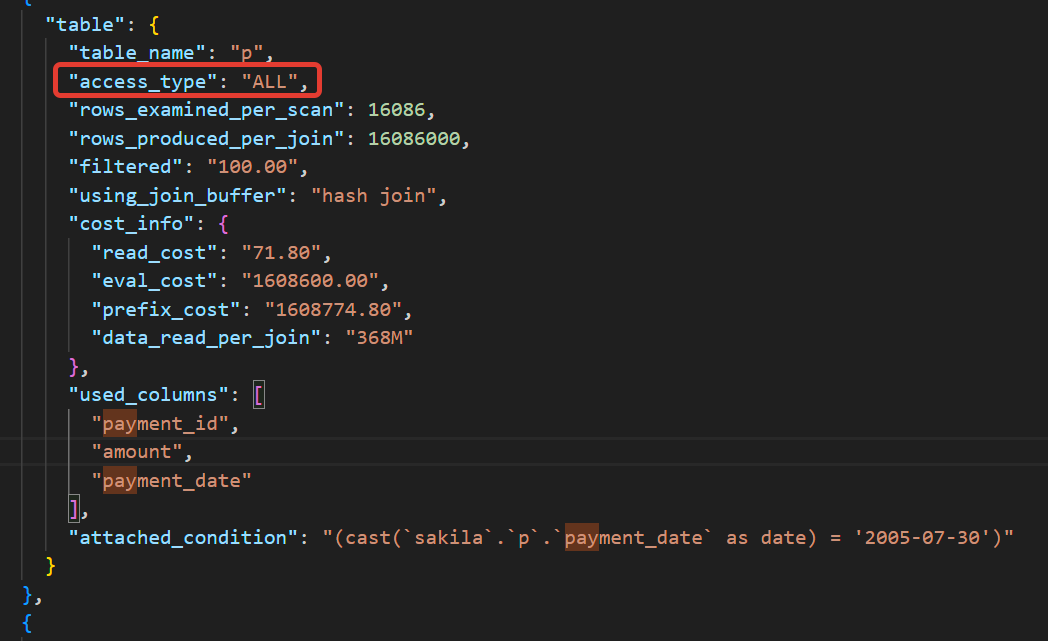 {
"table": {
"table_name": "p",
"access_type": "ALL",
"rows_examined_per_scan": 16086,
"rows_produced_per_join": 16086000,
"filtered": "100.00",
"using_join_buffer": "hash join",
"cost_info": {
"read_cost": "71.80",
"eval_cost": "1608600.00",
"prefix_cost": "1608774.80",
"data_read_per_join": "368M"
},
"used_columns": [
"payment_id",
"amount",
"payment_date"
],
"attached_condition": "(cast(`sakila`.`p`.`payment_date` as date) = '2005-07-30')"
}
},
{